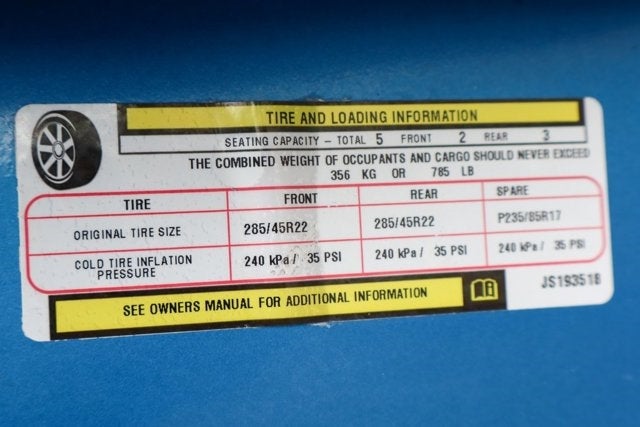 TIRE AND LOADING INFORMATION
SEATING CAPACITY – TOTAL 5 FRONT 2 REAR 3
THE COMBINED WEIGHT OF OCCUPANTS AND CARGO SHOULD NEVER EXCEED
356 KG OR 785 LB
TIRE FRONT REAR SPARE
ORIGINAL TIRE SIZE 285/45R22 285/45R22 P235/85R17
COLD TIRE INFLATION PRESSURE 240 kPa / 35 PSI 240 kPa / 35 PSI 240 kPa / 35 PSI
SEE OWNERS MANUAL FOR ADDITIONAL INFORMATION
JS193518